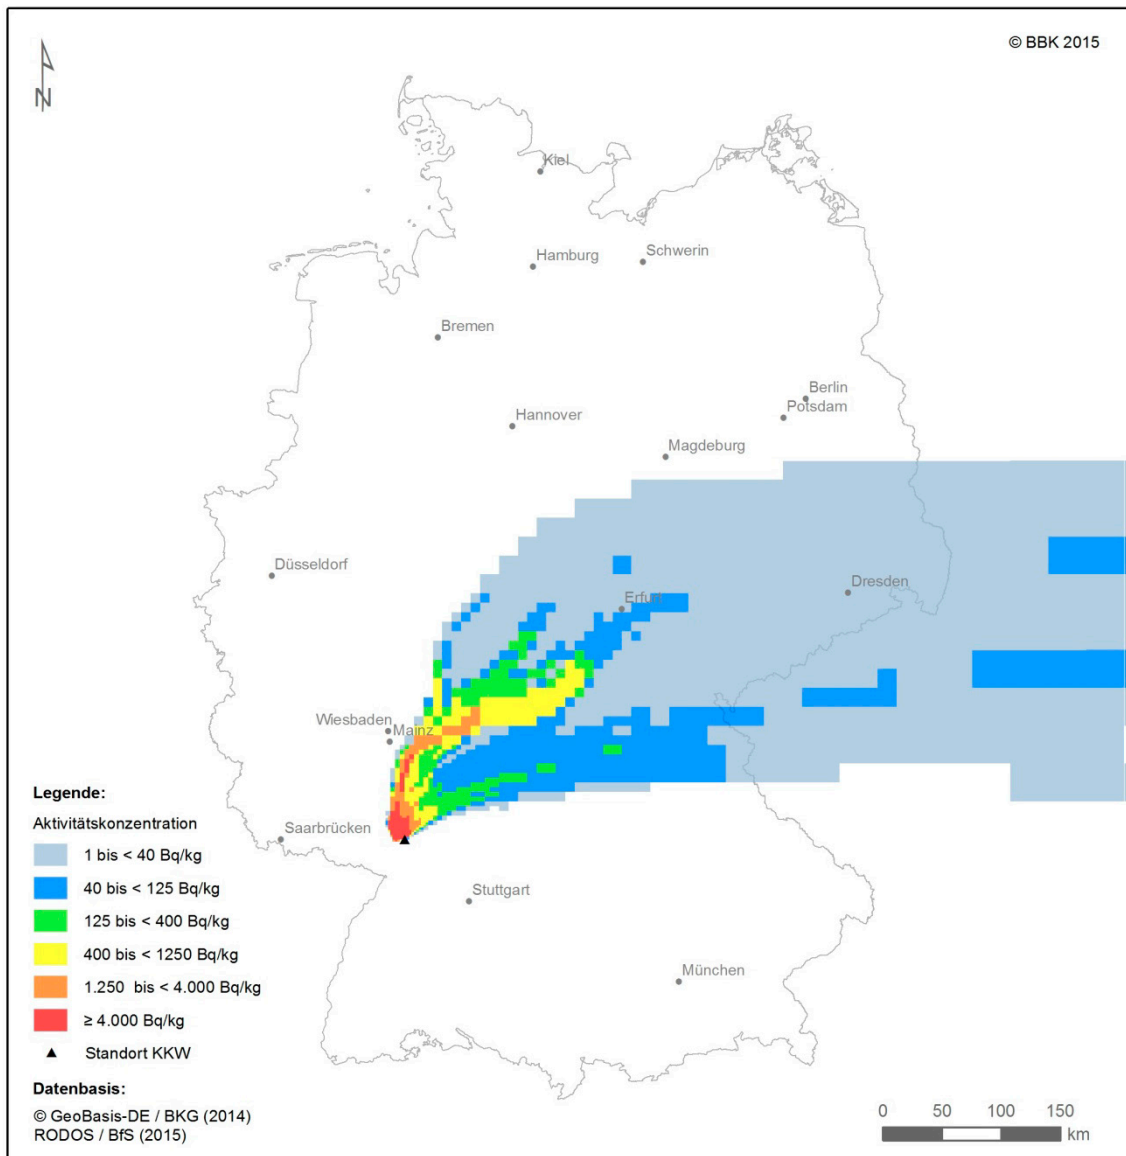 © BBK 2015
N
Kiel
Hamburg
Schwerin
Bremen
Berlin
Potsdam
Hannover
Magdeburg
Düsseldorf
Dresden
Erfurt
Wiesbaden
Mainz
Saarbrücken
Stuttgart
München
Legende:
Aktivitätskonzentration
1 bis < 40 Bq/kg
40 bis < 125 Bq/kg
125 bis < 400 Bq/kg
400 bis < 1250 Bq/kg
1.250 bis < 4.000 Bq/kg
≥ 4.000 Bq/kg
Standort KKW
Datenbasis:
© GeoBasis-DE / BKG (2014)
RODOS / BfS (2015)
0 50 100 150
km